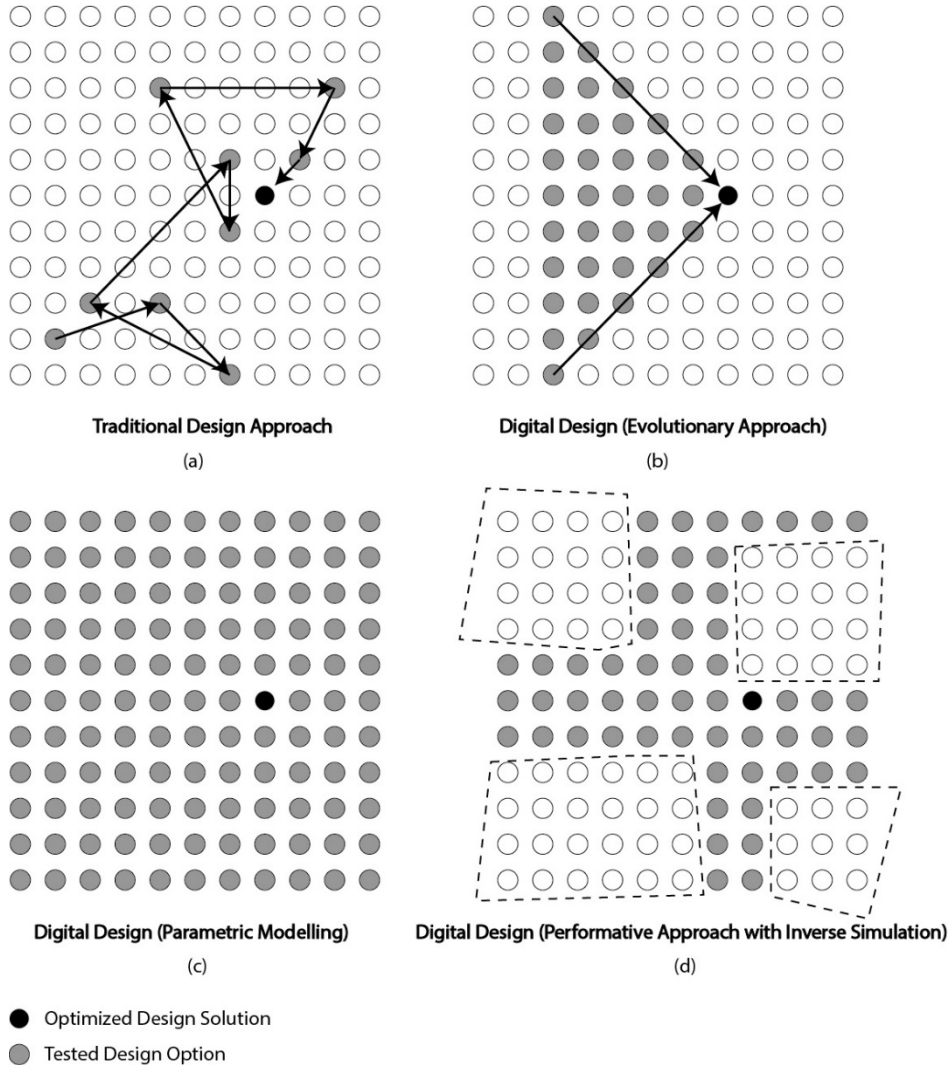 Traditional Design Approach
(a)
Digital Design (Evolutionary Approach)
(b)
Digital Design (Parametric Modelling)
(c)
Digital Design (Performative Approach with Inverse Simulation)
(d)
Optimized Design Solution
Tested Design Option